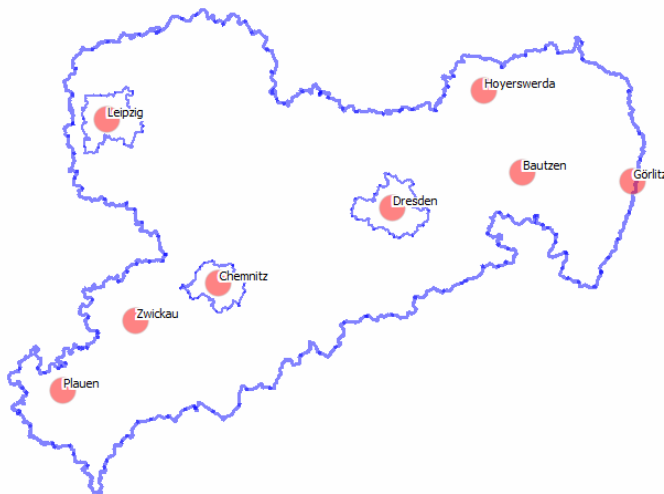 Hoyerswerda
Leipzig
Bautzen
Görlitz
Dresden
Chemnitz
Zwickau
Plauen